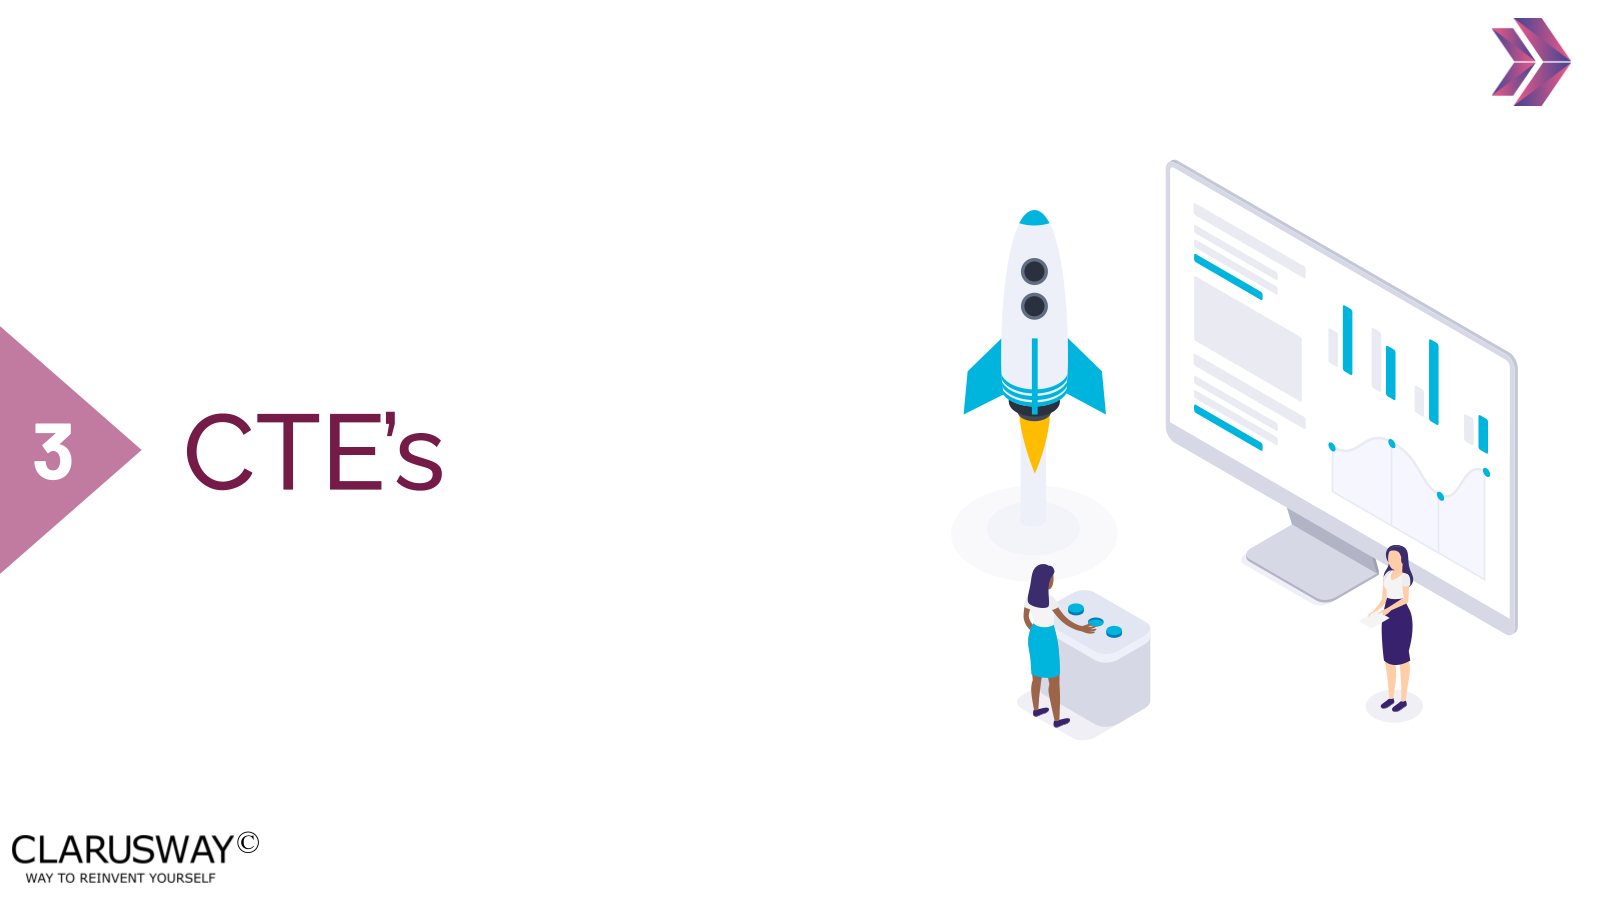 3
CTE’s
CLARUSWAY©
WAY TO REINVENT YOURSELF